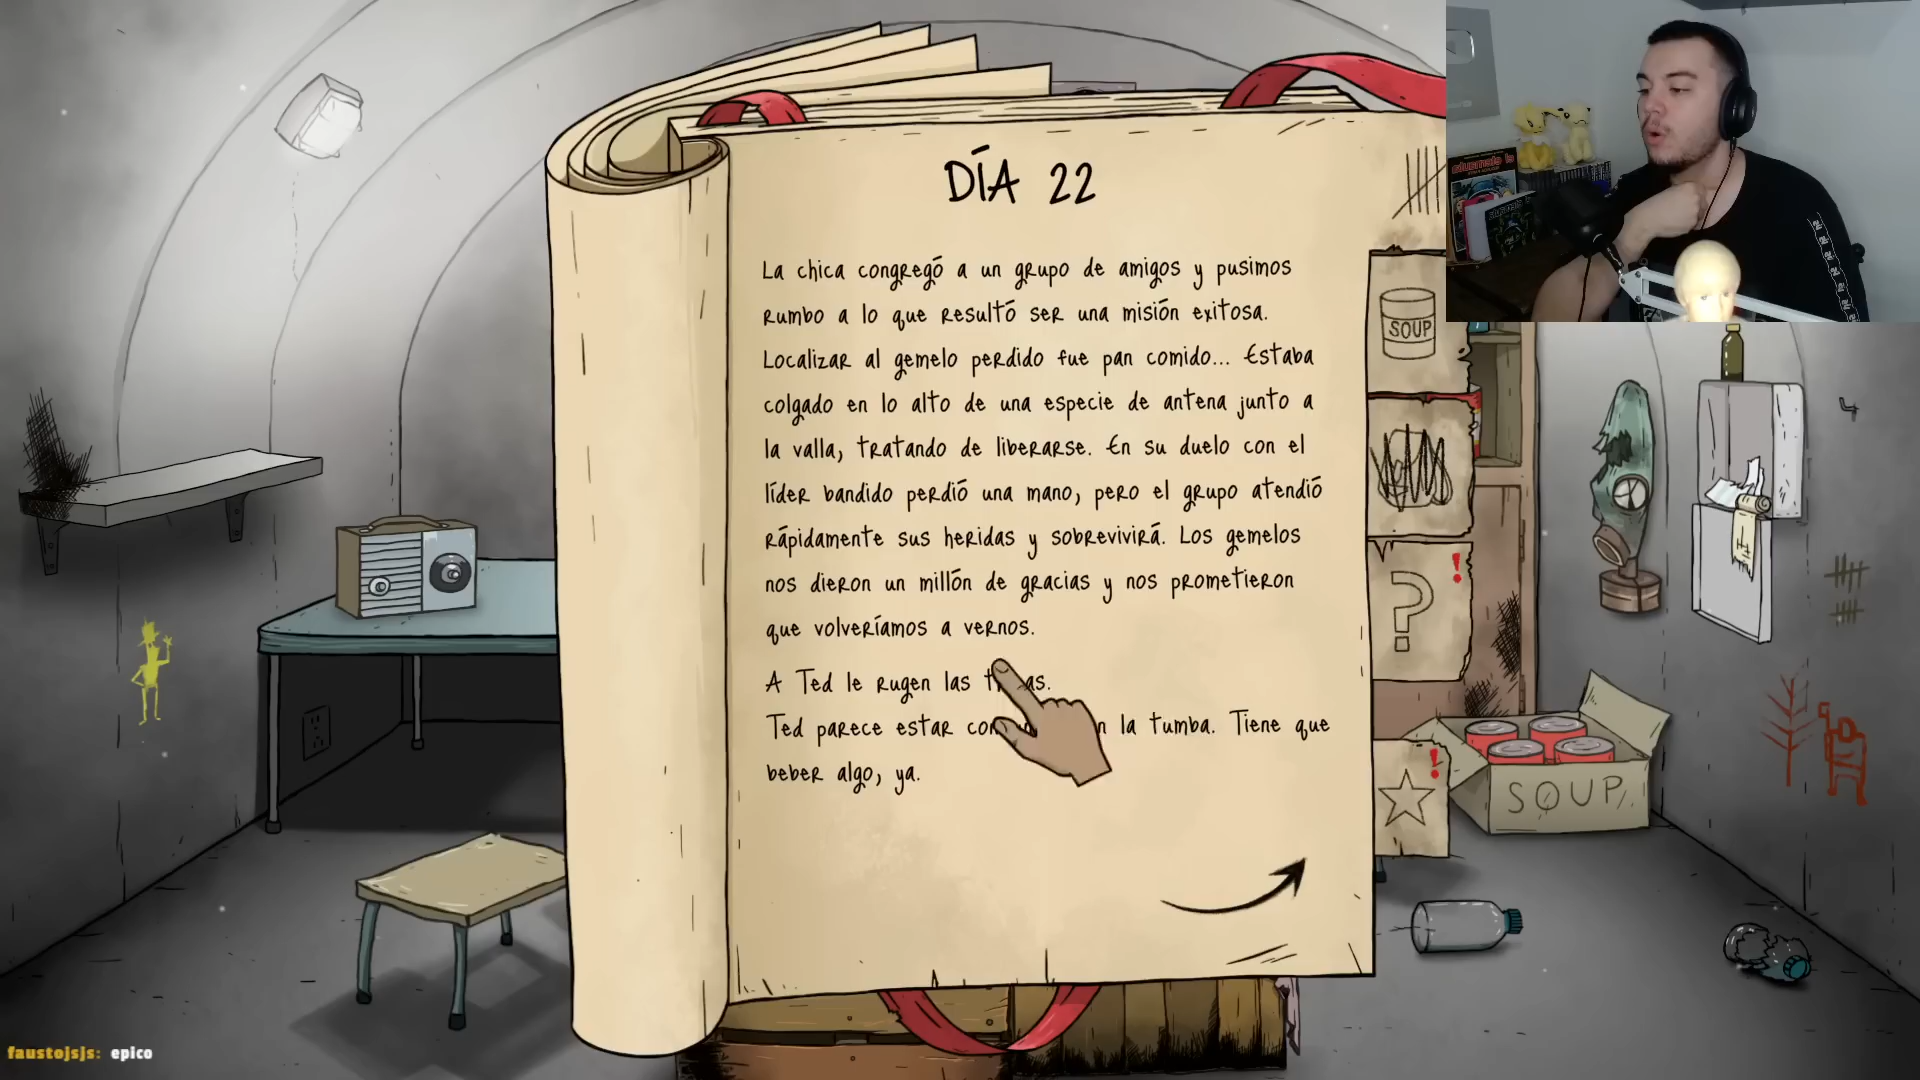 DÍA 22
La chica congregó a un grupo de amigos y pusimos
rumbo a lo que resultó ser una misión exitosa.
Localizar al gemelo perdido fue pan comido... Estaba
colgado en lo alto de una especie de antena junto a
la valla, tratando de liberarse. En su duelo con el
líder bandido perdió una mano, pero el grupo atendió
rápidamente sus heridas y sobrevivirá. Los gemelos
nos dieron un millón de gracias y nos prometieron
que volveríamos a vernos.
A Ted le rugen las
Ted parece estar la tumba. Tiene que
beber algo, ya.
SOUP
?
!
!
SOUP
faustojsjs: epico